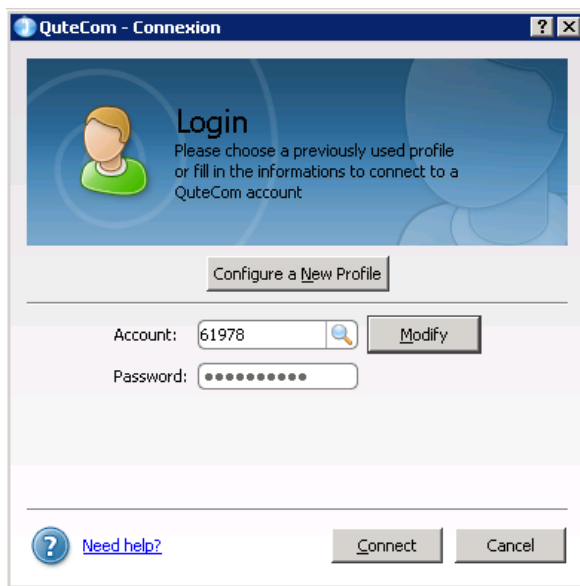 QuteCom - Connexion
Login
Please choose a previously used profile
or fill in the informations to connect to a
QuteCom account
Configure a New Profile
Account: 61978 Modify
Password: ●●●●●●●●●●
Need help? Connect Cancel